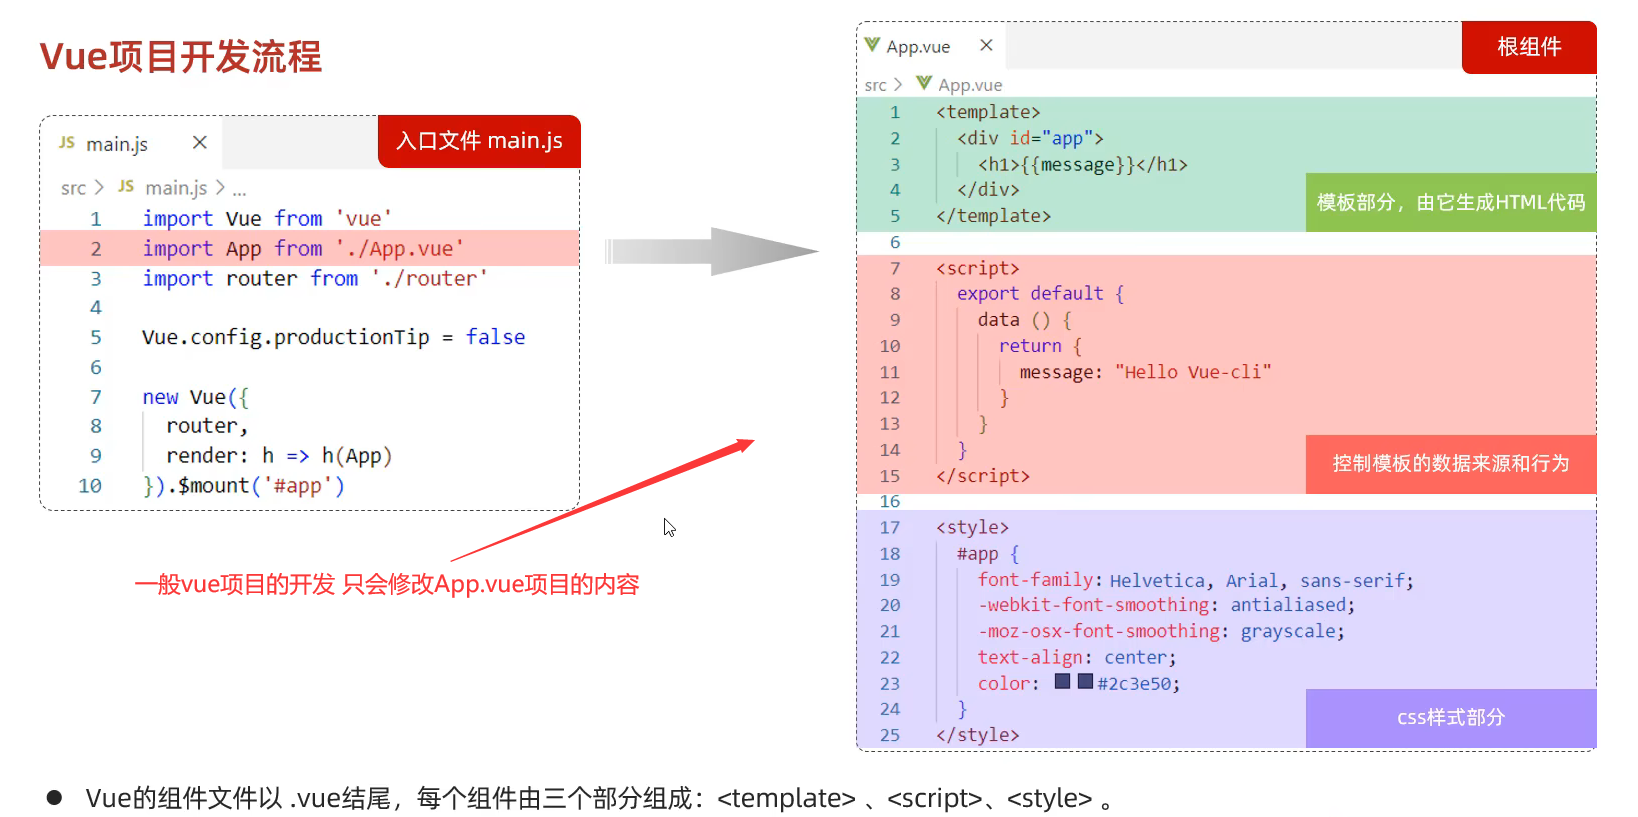 Vue项目开发流程
JS main.js ×
入口文件 main.js
src > JS main.js > ...
1 import Vue from 'vue'
2 import App from './App.vue'
3 import router from './router'
4
5 Vue.config.productionTip = false
6
7 new Vue({
8 router,
9 render: h => h(App)
10 }).$mount('#app')
一般vue项目的开发 只会修改App.vue项目的内容
App.vue ×
根组件
src > App.vue
1 <template>
2 <div id="app">
3 <h1>{{message}}</h1>
4 </div>
5 </template>
模板部分，由它生成HTML代码
6
7 <script>
8 export default {
9 data () {
10 return {
11 message: "Hello Vue-cli"
12 }
13 }
14 }
15 </script>
控制模板的数据来源和行为
16
17 <style>
18 #app {
19 font-family: Helvetica, Arial, sans-serif;
20 -webkit-font-smoothing: antialiased;
21 -moz-osx-font-smoothing: grayscale;
22 text-align: center;
23 color: #2c3e50;
24 }
25 </style>
css样式部分
● Vue的组件文件以 .vue结尾，每个组件由三个部分组成：<template> 、<script>、<style> 。